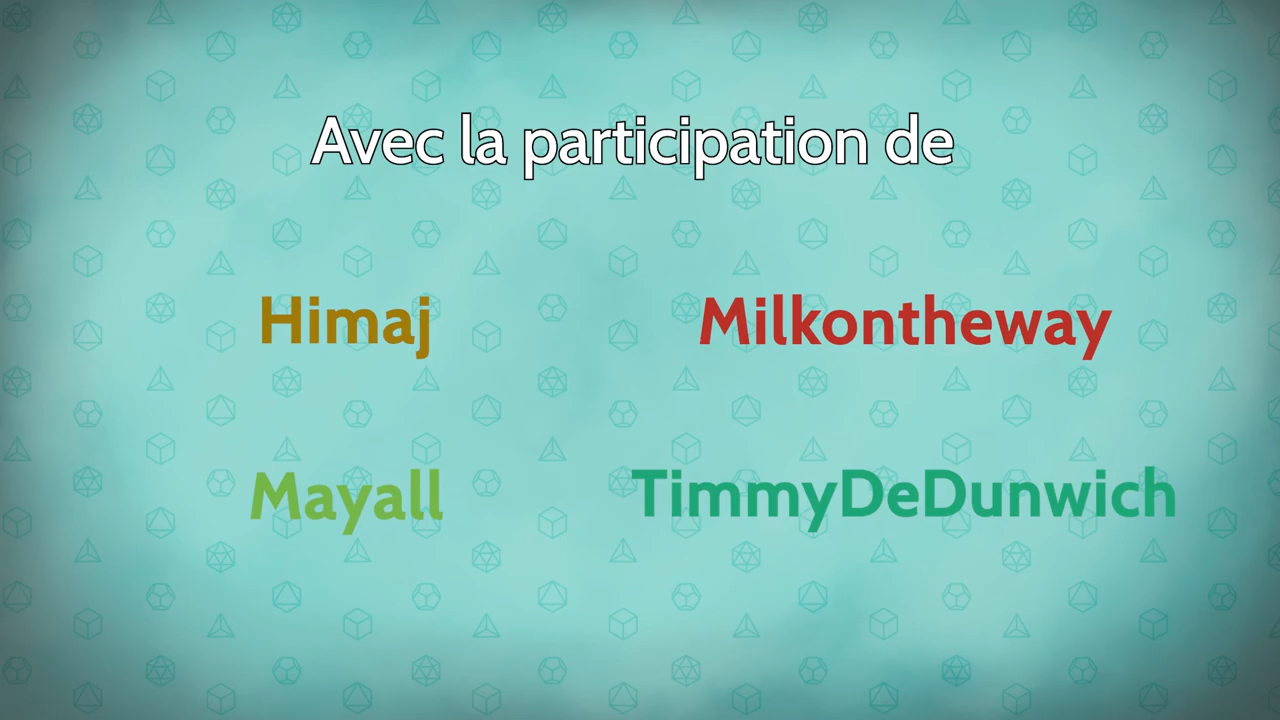 Avec la participation de
Himaj
Milkontheway
Mayall
TimmyDeDunwich